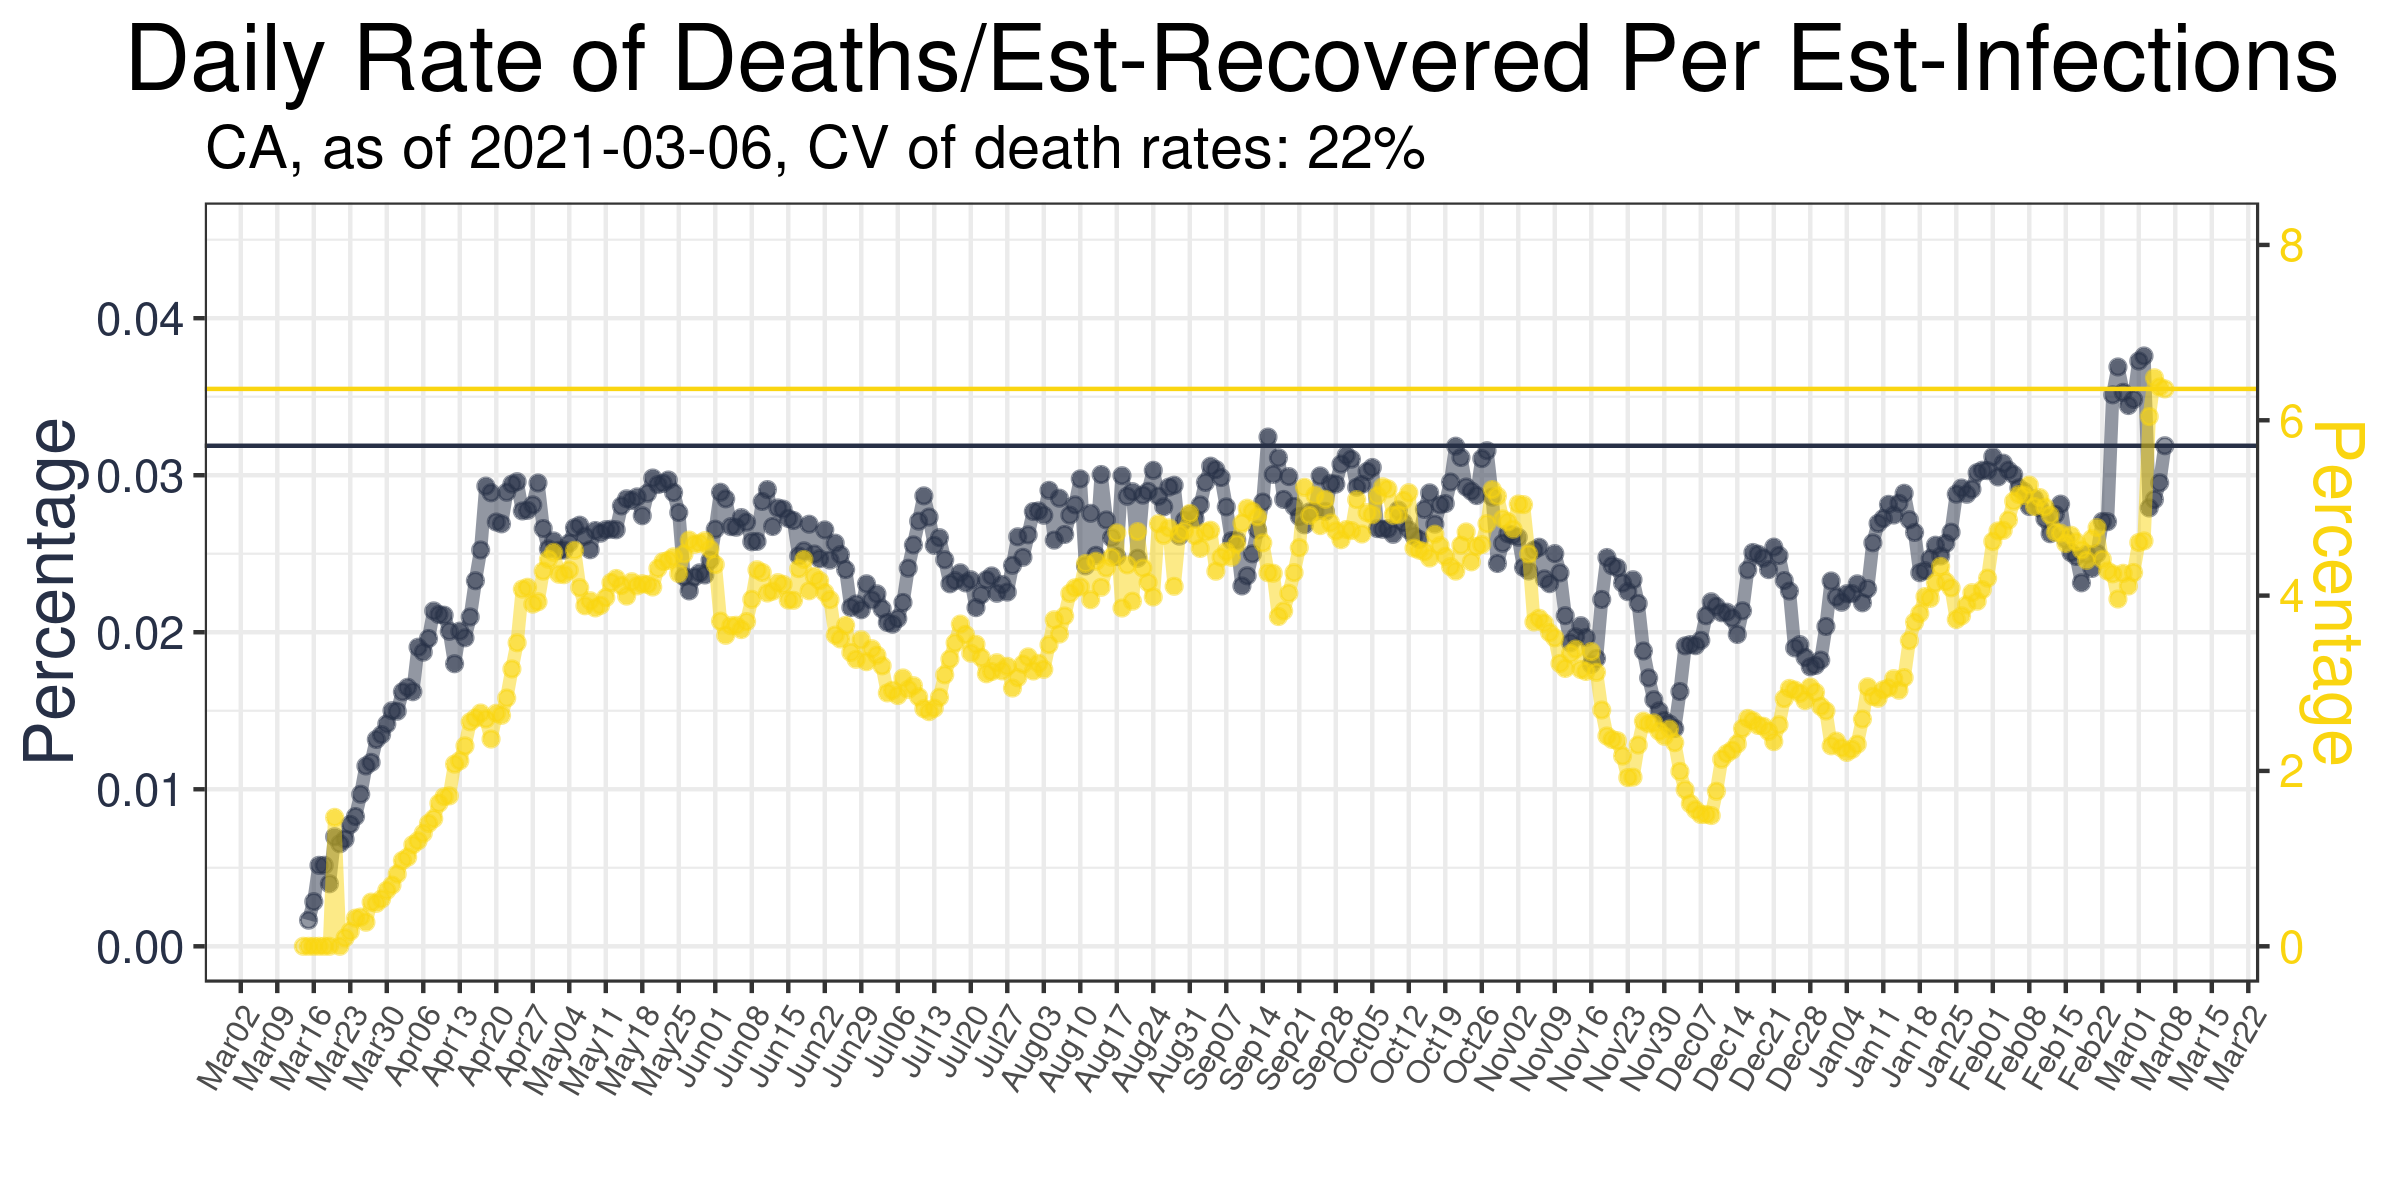 Daily Rate of Deaths/Est-Recovered Per Est-Infections
CA, as of 2021-03-06, CV of death rates: 22%
Percentage
0.04
0.03
0.02
0.01
0.00
8
6
4
2
0
Percentage
Mar02
Mar09
Mar16
Mar23
Mar30
Apr06
Apr13
Apr20
Apr27
May04
May11
May18
May25
Jun01
Jun08
Jun15
Jun22
Jun29
Jul06
Jul13
Jul20
Jul27
Aug03
Aug10
Aug17
Aug24
Aug31
Sep07
Sep14
Sep21
Sep28
Oct05
Oct12
Oct19
Oct26
Nov02
Nov09
Nov16
Nov23
Nov30
Dec07
Dec14
Dec21
Dec28
Jan04
Jan11
Jan18
Jan25
Feb01
Feb08
Feb15
Feb22
Mar01
Mar08
Mar15
Mar22